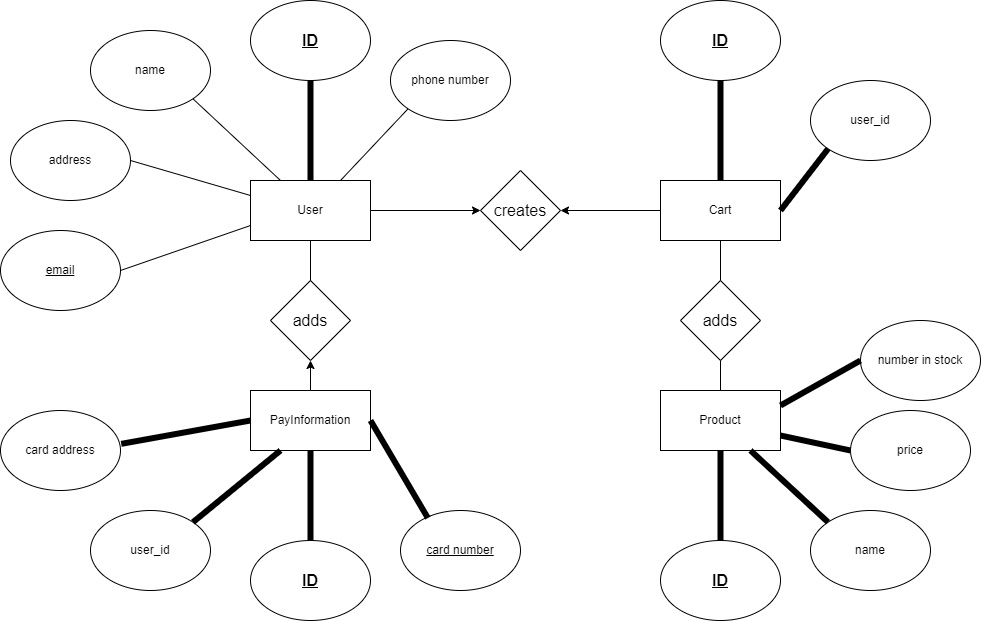 ID
ID
name
phone number
user_id
address
User
creates
Cart
email
adds
adds
number in stock
PayInformation
Product
card address
price
user_id
card number
name
ID
ID